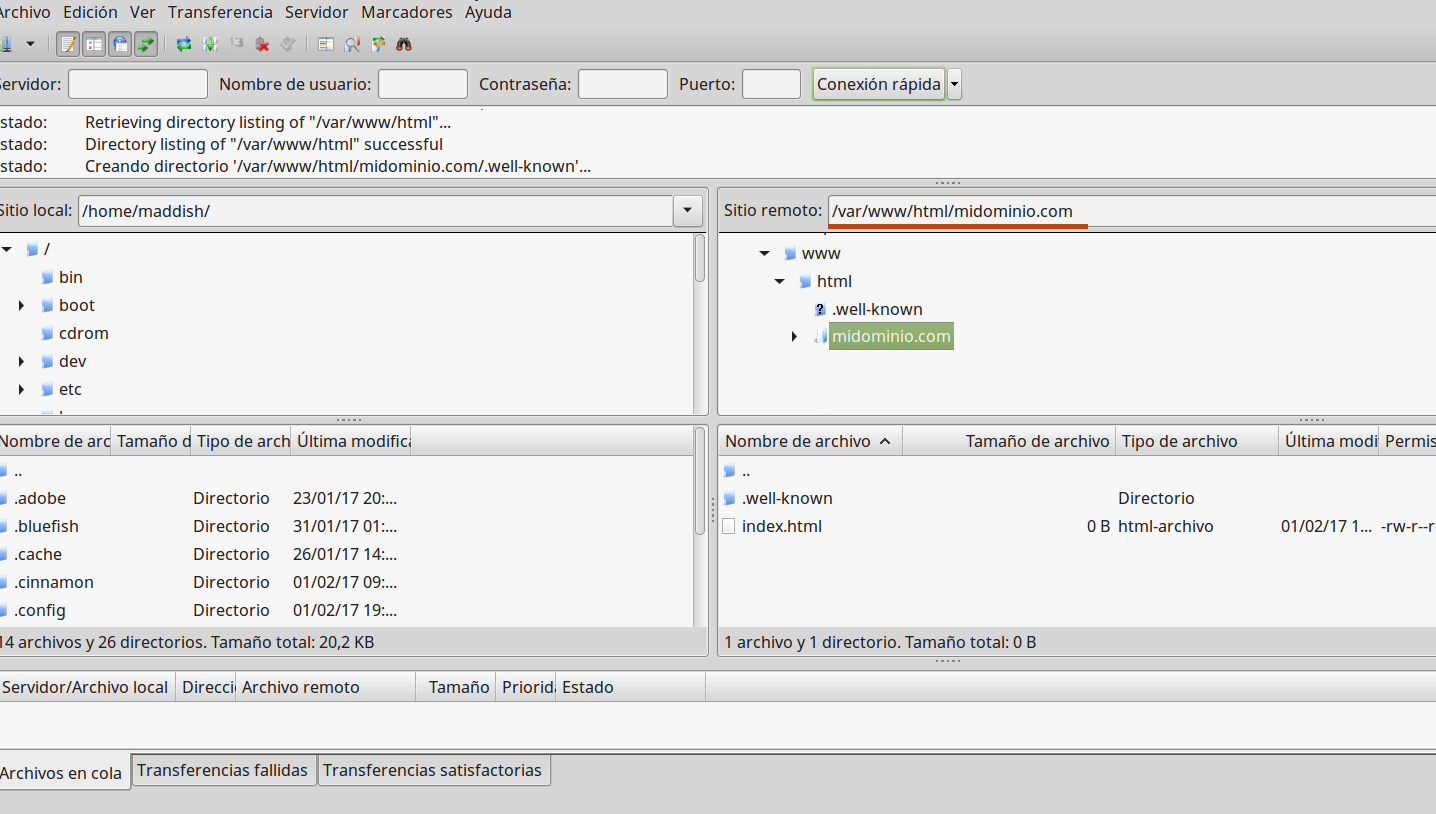 Archivo Edición Ver Transferencia Servidor Marcadores Ayuda
Servidor: Nombre de usuario: Contraseña: Puerto: Conexión rápida
stado: Retrieving directory listing of "/var/www/html"...
stado: Directory listing of "/var/www/html" successful
stado: Creando directorio '/var/www/html/midominio.com/.well-known'...
Sitio local: /home/maddish/
/
bin
boot
cdrom
dev
etc
Sitio remoto: /var/www/html/midominio.com
www
html
.well-known
midominio.com
Nombre de arc Tamaño d Tipo de arch Última modifica
..
.adobe Directorio 23/01/17 20:...
.bluefish Directorio 31/01/17 01:...
.cache Directorio 26/01/17 14:...
.cinnamon Directorio 01/02/17 09:...
.config Directorio 01/02/17 19:...
14 archivos y 26 directorios. Tamaño total: 20,2 KB
Nombre de archivo Tamaño de archivo Tipo de archivo Última modi Permis
..
.well-known Directorio
index.html 0 B html-archivo 01/02/17 1... -rw-r--r-
1 archivo y 1 directorio. Tamaño total: 0 B
Servidor/Archivo local Direcci Archivo remoto Tamaño Priorida Estado
Archivos en cola Transferencias fallidas Transferencias satisfactorias